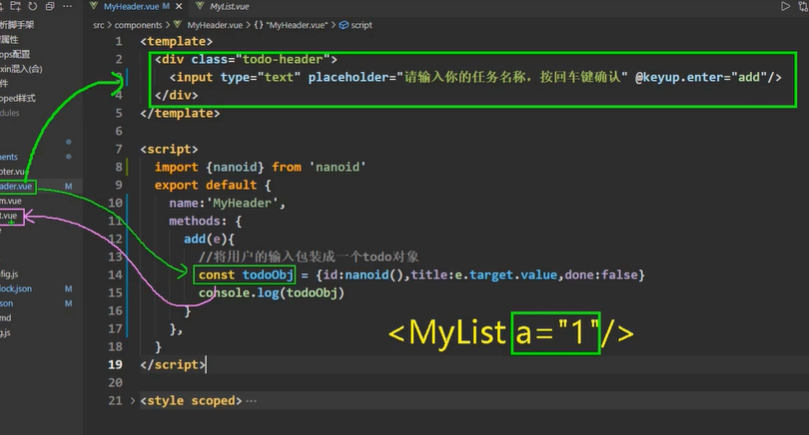 MyHeader.vue M ×
MyList.vue
析脚手架
属性
ops配置
xin混入(合)
件
oped样式
dules
nents
oter.vue
ader.vue M
m.vue
t.vue
fig.js
lock.json M
son M
md
g.js
src > components > MyHeader.vue > {} "MyHeader.vue" > script
1 <template>
2 <div class="todo-header">
3 <input type="text" placeholder="请输入你的任务名称，按回车键确认" @keyup.enter="add"/>
4 </div>
5 </template>
6
7 <script>
8 import {nanoid} from 'nanoid'
9 export default {
10 name:'MyHeader',
11 methods: {
12 add(e){
13 //将用户的输入包装成一个todo对象
14 const todoObj = {id:nanoid(),title:e.target.value,done:false}
15 console.log(todoObj)
16 }
17 },
18 }
19 </script>
20
21 > <style scoped>⋯
<MyList a="1"/>